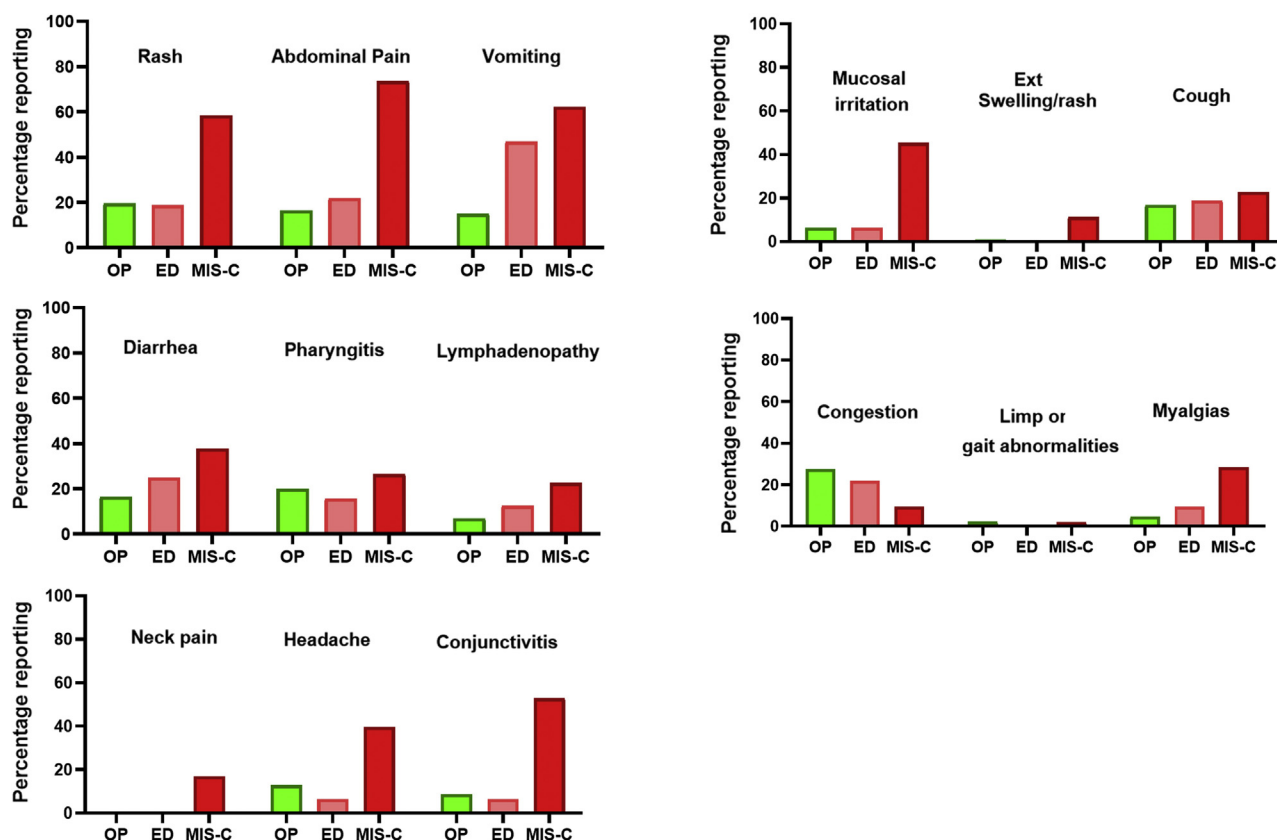 Percentage reporting
100
80
60
40
20
0
Rash
Abdominal Pain
Vomiting
OP ED MIS-C OP ED MIS-C OP ED MIS-C
Percentage reporting
100
80
60
40
20
0
Diarrhea
Pharyngitis
Lymphadenopathy
OP ED MIS-C OP ED MIS-C OP ED MIS-C
Percentage reporting
100
80
60
40
20
0
Neck pain
Headache
Conjunctivitis
OP ED MIS-C OP ED MIS-C OP ED MIS-C
Percentage reporting
100
80
60
40
20
0
Mucosal
irritation
Ext
Swelling/rash
Cough
OP ED MIS-C OP ED MIS-C OP ED MIS-C
Percentage reporting
100
80
60
40
20
0
Congestion
Limp or
gait abnormalities
Myalgias
OP ED MIS-C OP ED MIS-C OP ED MIS-C